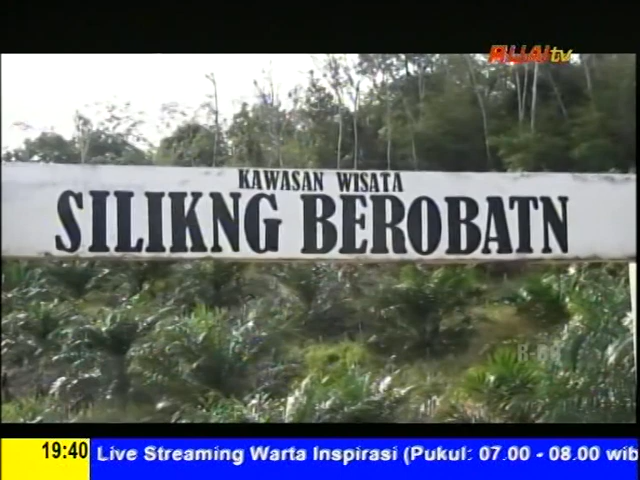 RUAI tv
KAWASAN WISATA
SILIKNG BEROBATN
19:40 Live Streaming Warta Inspirasi (Pukul: 07.00 - 08.00 wib